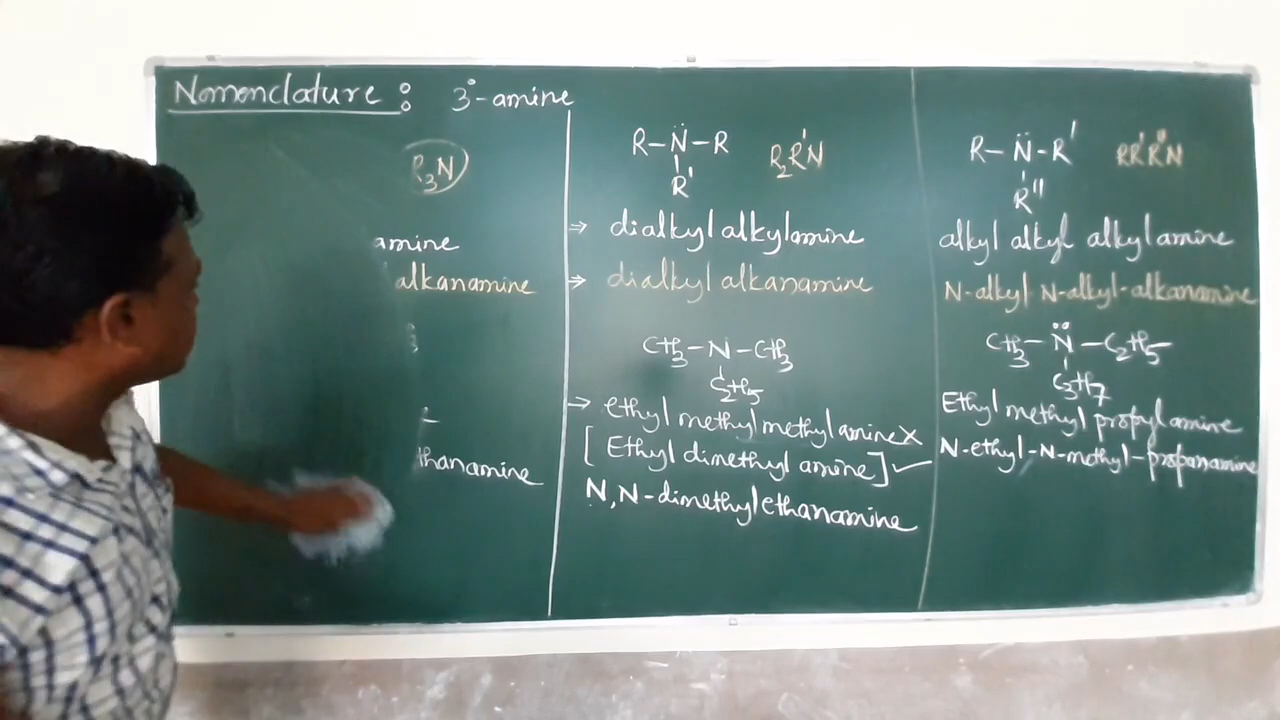 Nomenclature : 3°-amine
R₃N
amine
alkanamine
thanamine
R–N̈–R
R'
R₂R'N
⇒ dialkyl alkylamine
⇒ dialkyl alkanamine
CH₃–N–CH₃
C₂H₅
→ ethyl methyl methyl amine ×
[Ethyl dimethyl amine] ✓
N,N-dimethyl ethanamine
R–N̈–R'
R''
RR'R''N
alkyl alkyl alkylamine
N-alkyl N-alkyl-alkanamine
CH₃–N̈–C₂H₅
C₃H₇
Ethyl methyl propyl amine
N-ethyl-N-methyl-propanamine